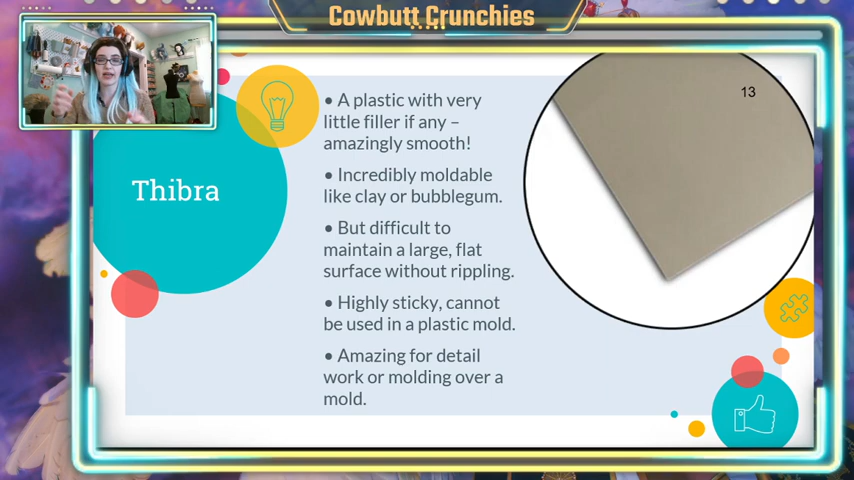 Cowbutt Crunchies
Thibra
• A plastic with very
little filler if any –
amazingly smooth!
• Incredibly moldable
like clay or bubblegum.
• But difficult to
maintain a large, flat
surface without rippling.
• Highly sticky, cannot
be used in a plastic mold.
• Amazing for detail
work or molding over a
mold.
13